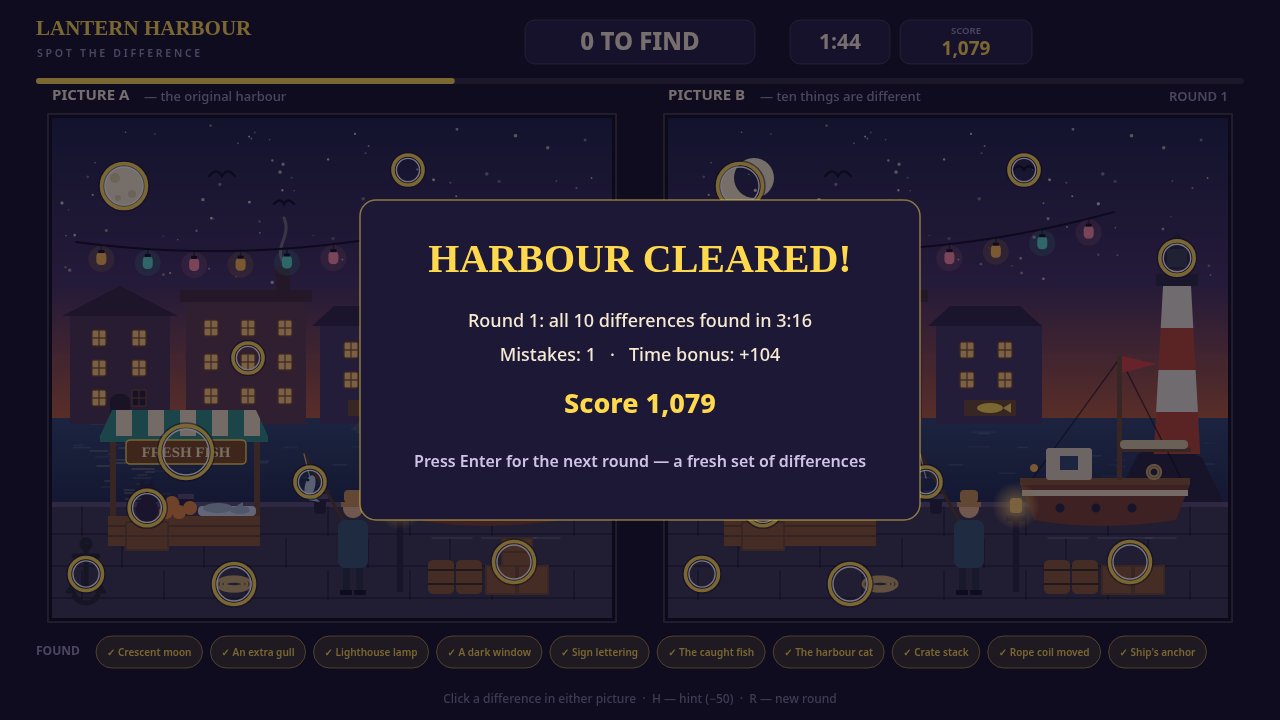 LANTERN HARBOUR
SPOT THE DIFFERENCE
0 TO FIND
1:44
SCORE
1,079
PICTURE A — the original harbour
PICTURE B — ten things are different
ROUND 1
FRESH FISH
HARBOUR CLEARED!
Round 1: all 10 differences found in 3:16
Mistakes: 1 · Time bonus: +104
Score 1,079
Press Enter for the next round — a fresh set of differences
FOUND
✓ Crescent moon
✓ An extra gull
✓ Lighthouse lamp
✓ A dark window
✓ Sign lettering
✓ The caught fish
✓ The harbour cat
✓ Crate stack
✓ Rope coil moved
✓ Ship's anchor
Click a difference in either picture · H — hint (−50) · R — new round